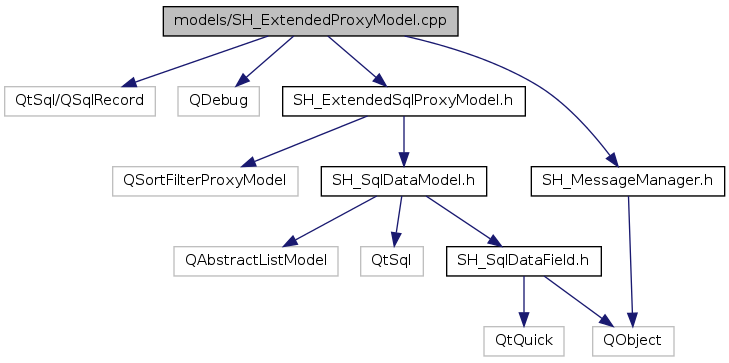 models/SH_ExtendedProxyModel.cpp
QtSql/QSqlRecord
QDebug
SH_ExtendedSqlProxyModel.h
QSortFilterProxyModel
SH_SqlDataModel.h
SH_MessageManager.h
QAbstractListModel
QtSql
SH_SqlDataField.h
QtQuick
QObject